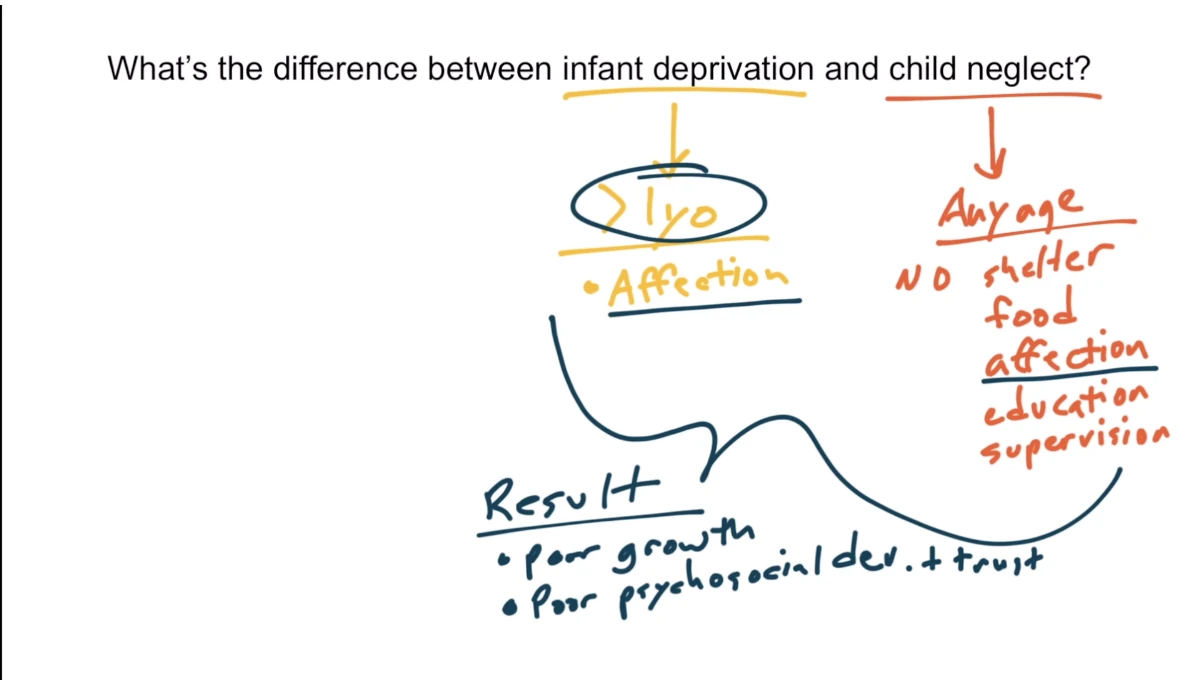 What's the difference between infant deprivation and child neglect?
> 1yo
• Affection
Any age
NO shelter
food
affection
education
supervision
Result
• poor growth
• Poor psychosocial dev. + trust